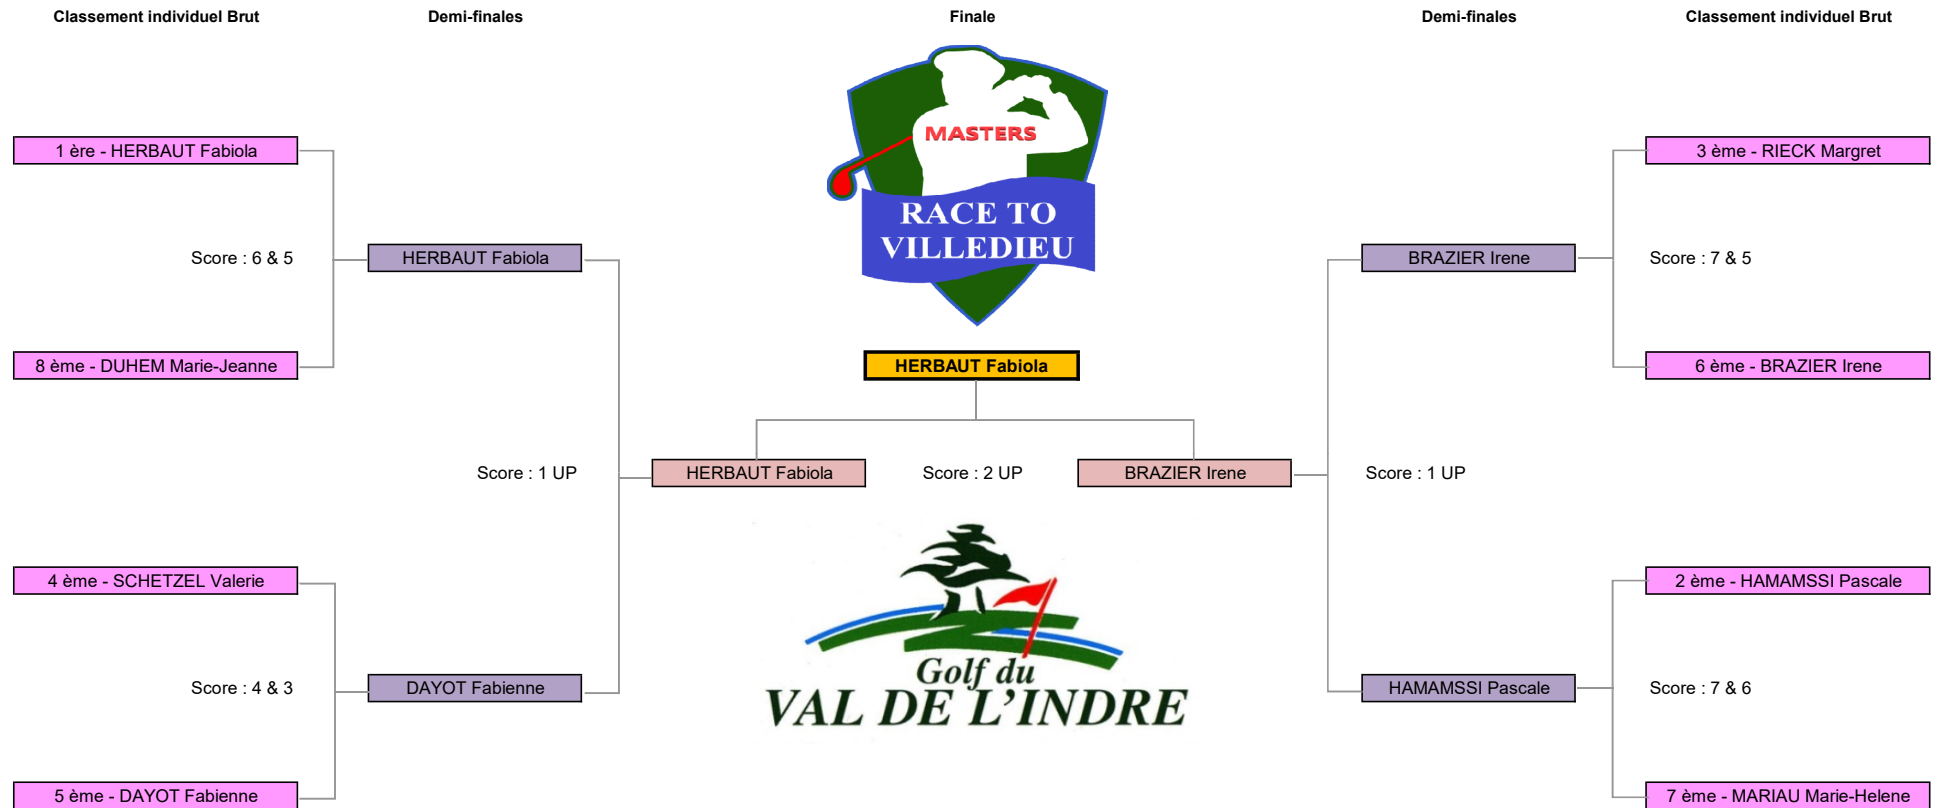 Classement individuel Brut
Demi-finales
Finale
Demi-finales
Classement individuel Brut
MASTERS
RACE TO
VILLEDIEU
1 ère - HERBAUT Fabiola
3 ème - RIECK Margret
Score : 6 & 5
HERBAUT Fabiola
BRAZIER Irene
Score : 7 & 5
8 ème - DUHEM Marie-Jeanne
HERBAUT Fabiola
6 ème - BRAZIER Irene
Score : 1 UP
HERBAUT Fabiola
Score : 2 UP
BRAZIER Irene
Score : 1 UP
4 ème - SCHETZEL Valerie
2 ème - HAMAMSSI Pascale
Score : 4 & 3
DAYOT Fabienne
Golf du
VAL DE L'INDRE
HAMAMSSI Pascale
Score : 7 & 6
5 ème - DAYOT Fabienne
7 ème - MARIAU Marie-Helene